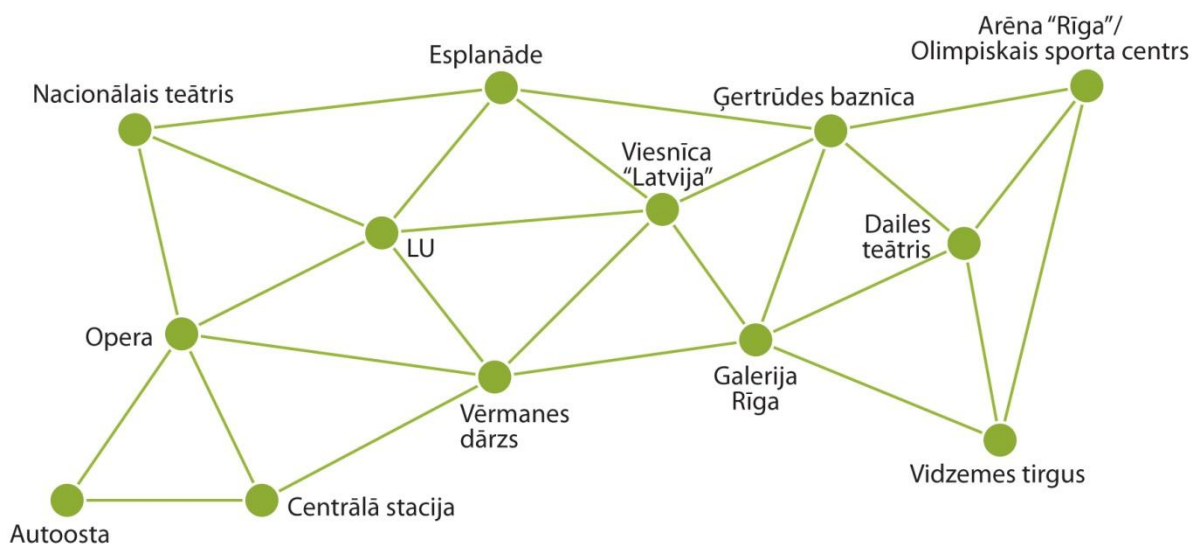 Arēna “Rīga”/
Olimpiskais sporta centrs
Esplanāde
Nacionālais teātris
Ģertrūdes baznīca
Viesnīca
“Latvija”
Dailes
teātris
LU
Opera
Galerija
Rīga
Vērmanes
dārzs
Vidzemes tirgus
Centrālā stacija
Autoosta